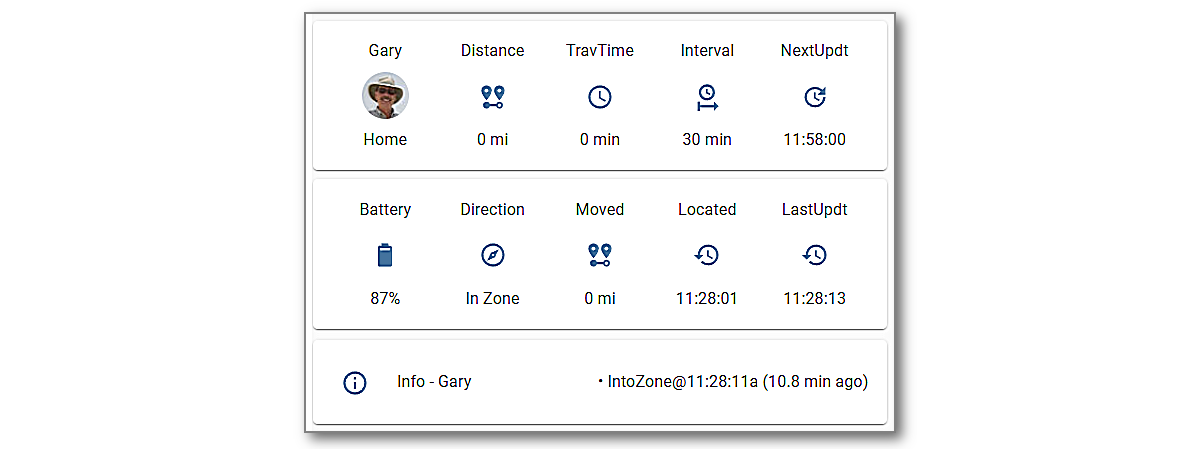 Gary Distance TravTime Interval NextUpdt
Home 0 mi 0 min 30 min 11:58:00
Battery Direction Moved Located LastUpdt
87% In Zone 0 mi 11:28:01 11:28:13
Info - Gary • IntoZone@11:28:11a (10.8 min ago)